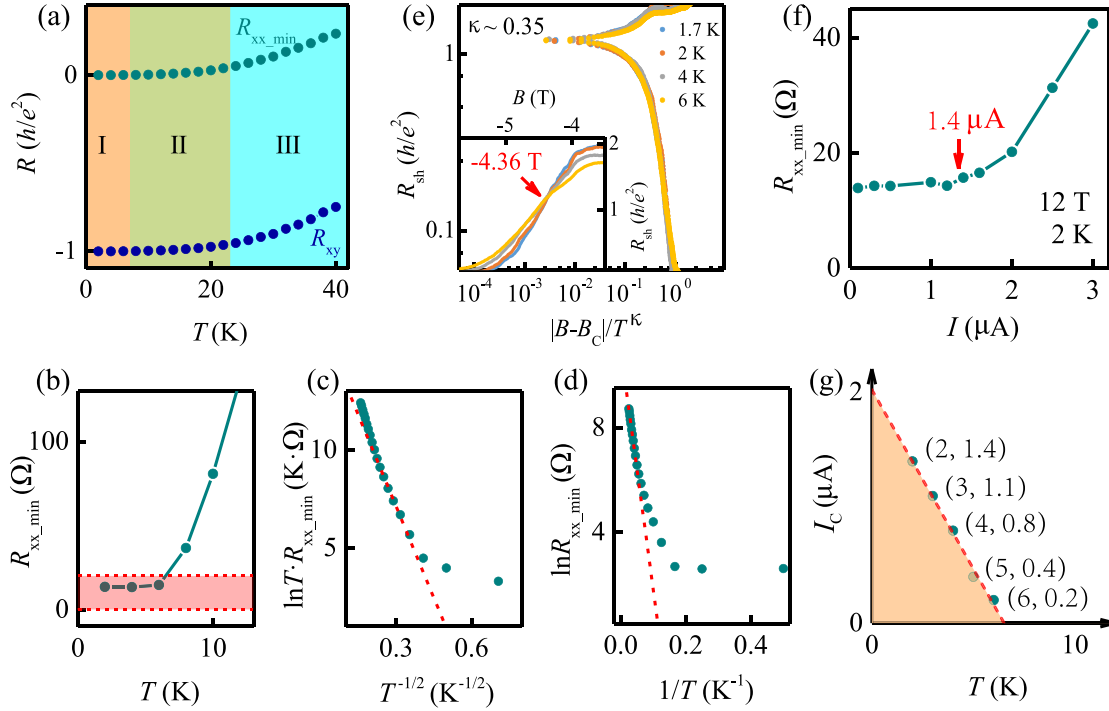 (a)
R (h/e²)
0
-1
R_xx_min
I
II
III
R_xy
0
20
40
T (K)
(e)
κ ~ 0.35
1.7 K
2 K
4 K
6 K
R_sh (h/e²)
1
0.1
B (T)
-5
-4
-4.36 T
2
1
R_sh (h/e²)
10⁻⁴
10⁻³
10⁻²
10⁻¹
10⁰
|B-B_C|/T^κ
(f)
R_xx_min (Ω)
40
20
0
1.4 μA
12 T
2 K
0
1
2
3
I (μA)
(b)
R_xx_min (Ω)
100
0
0
10
T (K)
(c)
lnT·R_xx_min (K·Ω)
10
5
0.3
0.6
T^-1/2 (K^-1/2)
(d)
lnR_xx_min (Ω)
8
4
0.0
0.2
0.4
1/T (K⁻¹)
(g)
I_C (μA)
2
0
(2, 1.4)
(3, 1.1)
(4, 0.8)
(5, 0.4)
(6, 0.2)
0
10
T (K)